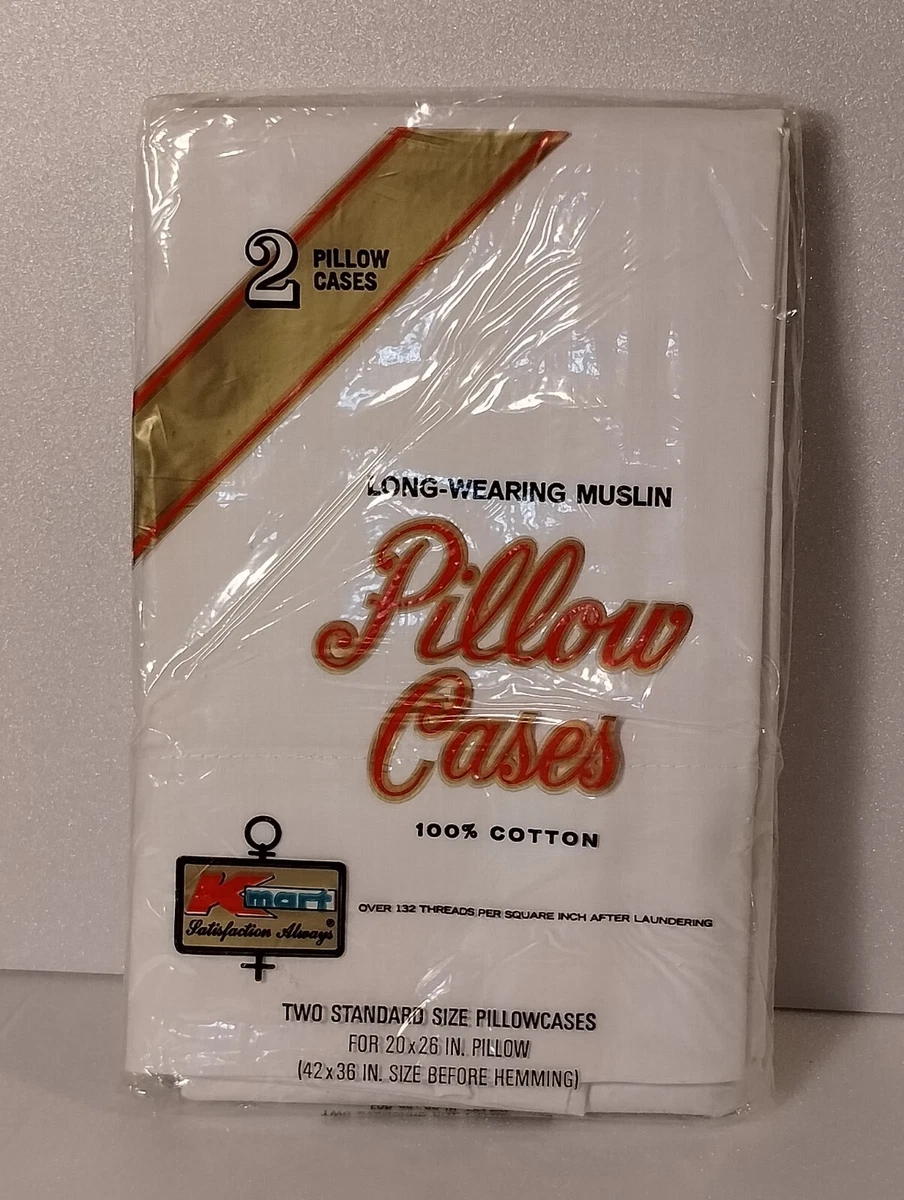 2 PILLOW
CASES
LONG-WEARING MUSLIN
Pillow
Cases
100% COTTON
Kmart
Satisfaction Always®
OVER 132 THREADS PER SQUARE INCH AFTER LAUNDERING
TWO STANDARD SIZE PILLOWCASES
FOR 20x26 IN. PILLOW
(42x36 IN. SIZE BEFORE HEMMING)